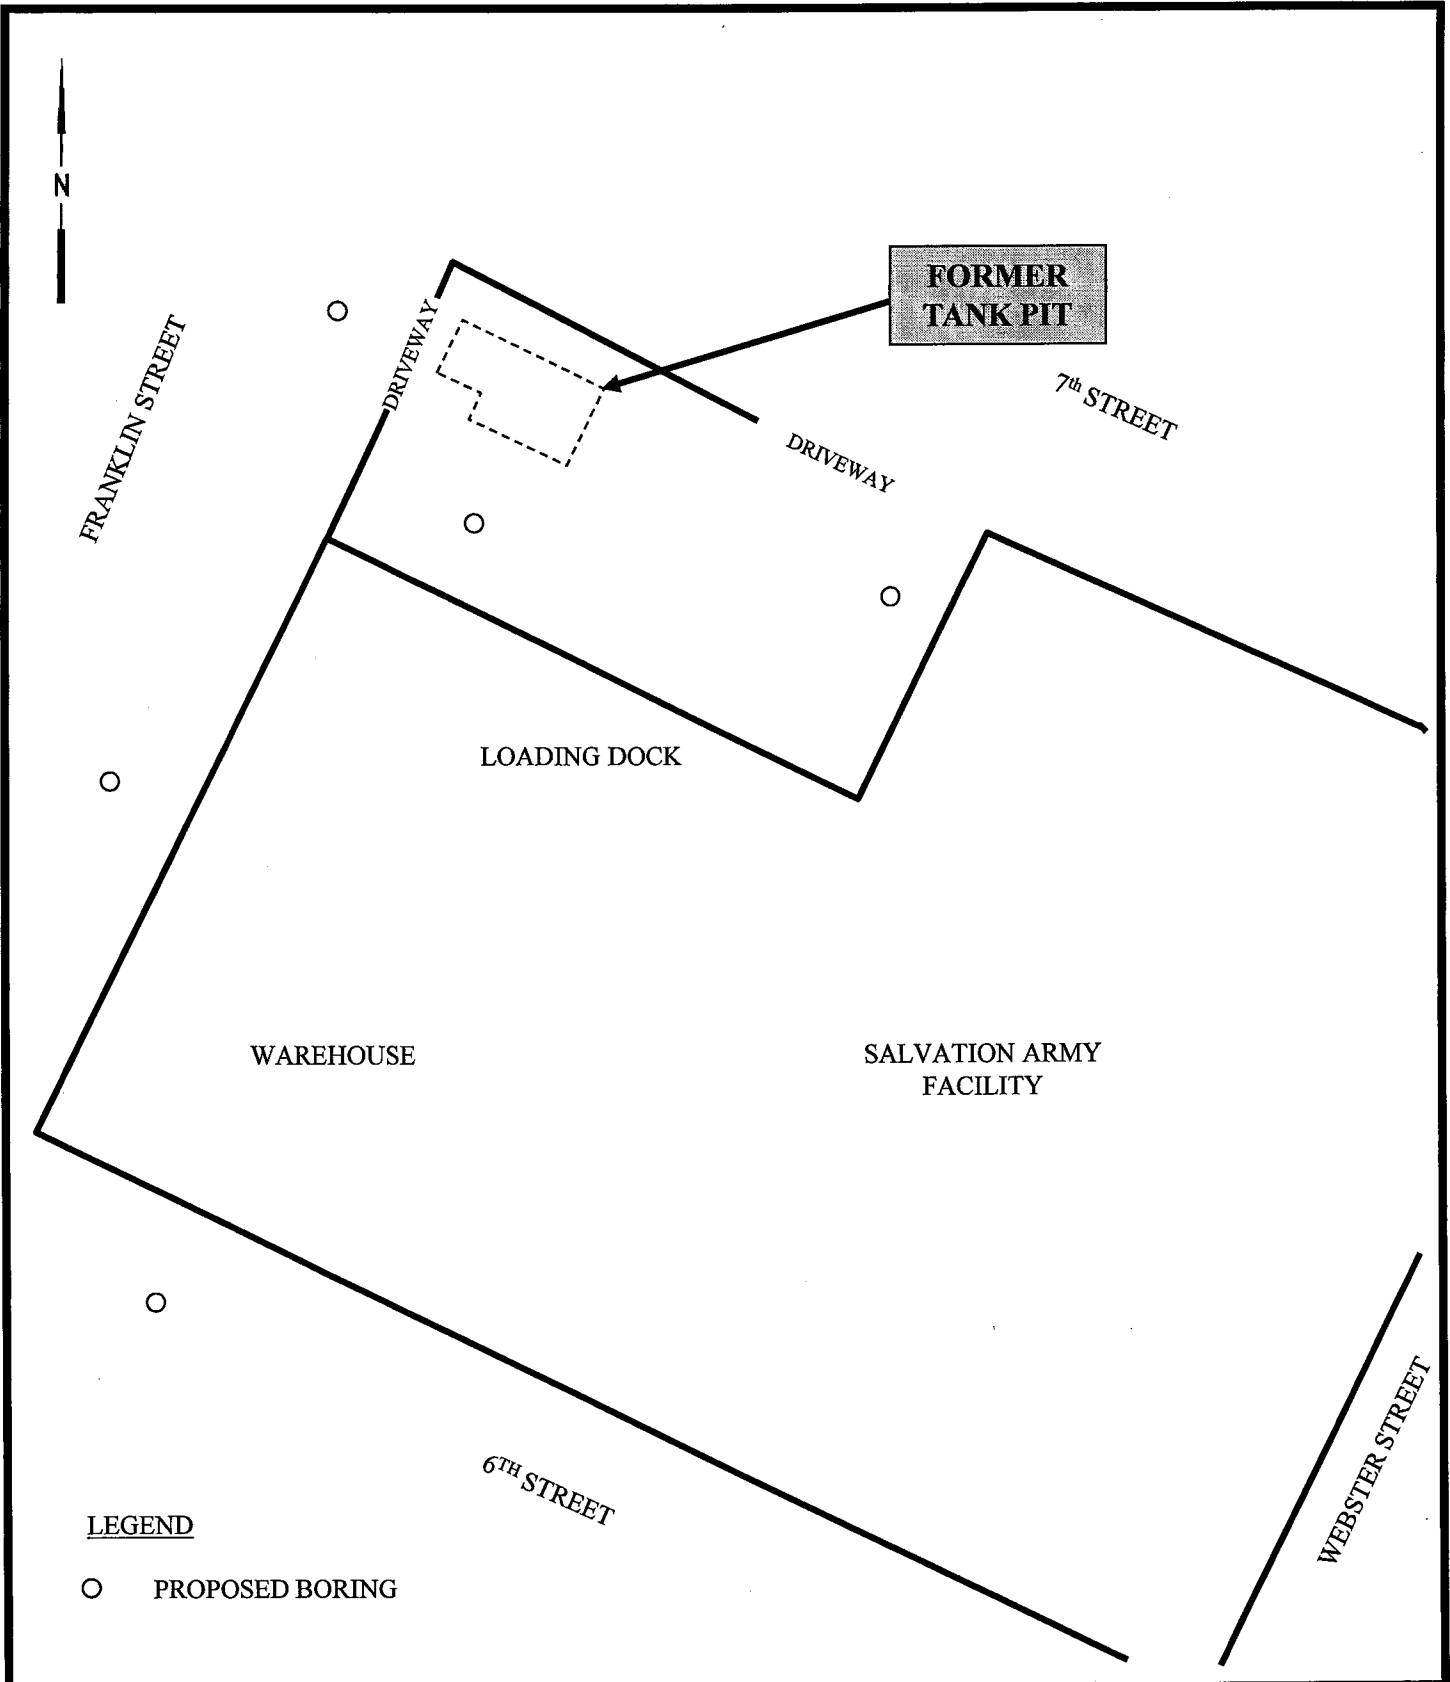 N
FORMER
TANK PIT
DRIVEWAY
FRANKLIN STREET
7th STREET
DRIVEWAY
LOADING DOCK
WAREHOUSE
SALVATION ARMY
FACILITY
WEBSTER STREET
6TH STREET
LEGEND
PROPOSED BORING